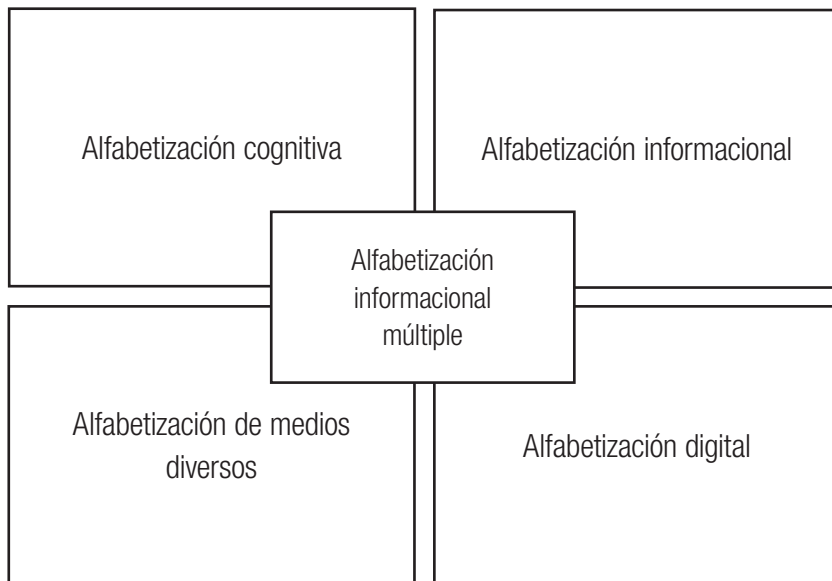 Alfabetización cognitiva
Alfabetización informacional
Alfabetización
informacional
múltiple
Alfabetización de medios
diversos
Alfabetización digital